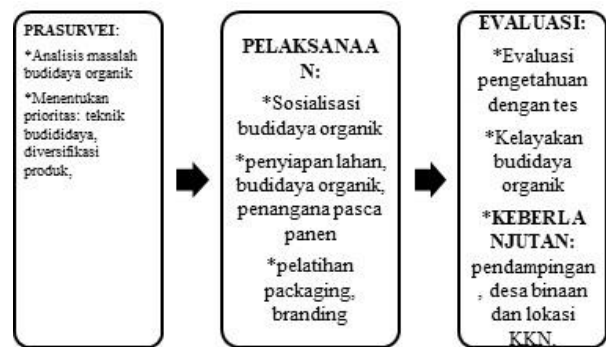 PRASURVEI:
*Analisis masalah
budidaya organik
*Menentukan
prioritas: teknik
budididaya,
diversifikasi
produk,
PELAKSANAA
N:
*Sosialisasi
budidaya organik
*penyiapan lahan,
budidaya organik,
penangana pasca
panen
*pelatihan
packaging,
branding
EVALUASI:
*Evaluasi
pengetahuan
dengan tes
*Kelayakan
budidaya
organik
*KEBERLA
NJUTAN:
pendampingan
, desa binaan
dan lokasi
KKN.